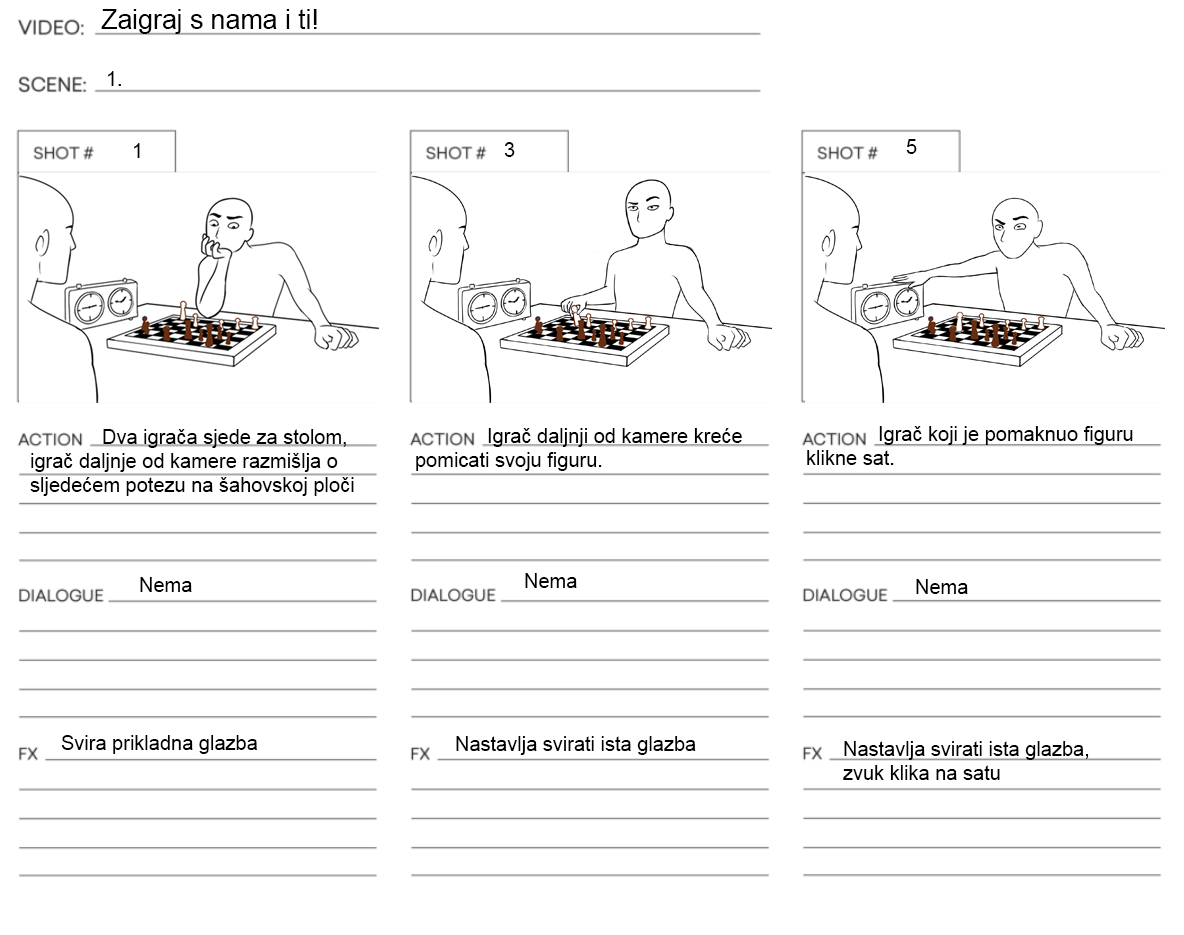 VIDEO: Zaigraj s nama i ti!
SCENE: 1.
SHOT # 1
ACTION Dva igrača sjede za stolom,
igrač daljnje od kamere razmišlja o
sljedećem potezu na šahovskoj ploči
DIALOGUE Nema
FX Svira prikladna glazba
SHOT # 3
ACTION Igrač daljnji od kamere kreće
pomicati svoju figuru.
DIALOGUE Nema
FX Nastavlja svirati ista glazba
SHOT # 5
ACTION Igrač koji je pomaknuo figuru
klikne sat.
DIALOGUE Nema
FX Nastavlja svirati ista glazba,
zvuk klika na satu